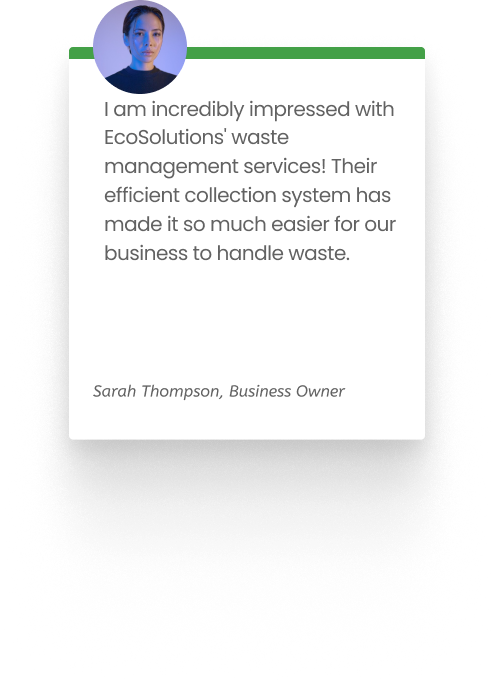 I am incredibly impressed with
EcoSolutions' waste
management services! Their
efficient collection system has
made it so much easier for our
business to handle waste.
Sarah Thompson, Business Owner